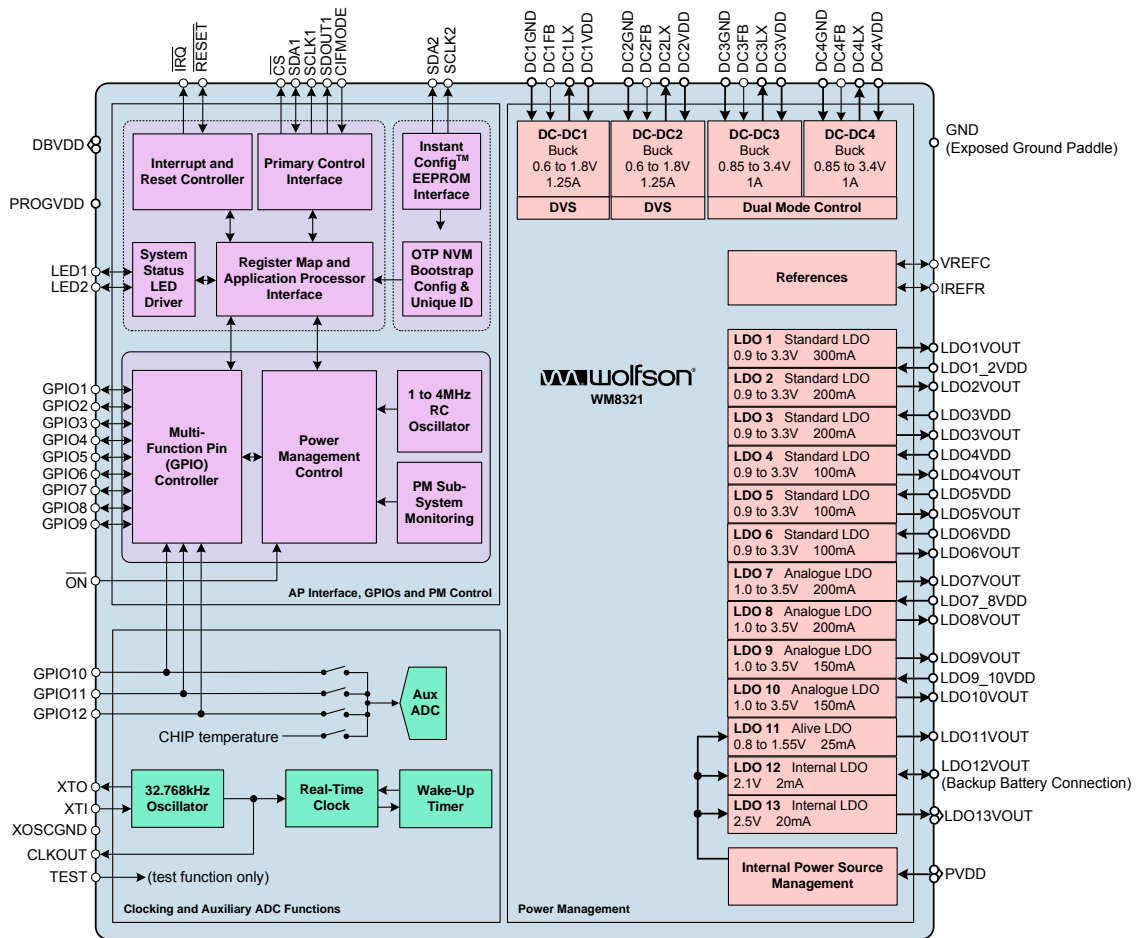 IRQ
RESET
CS
SDA1
SCLK1
SDOUT1
CIFMODE
SDA2
SCLK2
DC1GND
DC1FB
DC1LX
DC1VDD
DC2GND
DC2FB
DC2LX
DC2VDD
DC3GND
DC3FB
DC3LX
DC3VDD
DC4GND
DC4FB
DC4LX
DC4VDD
DBVDD
PROGVDD
LED1
LED2
GPIO1
GPIO2
GPIO3
GPIO4
GPIO5
GPIO6
GPIO7
GPIO8
GPIO9
ON
Interrupt and
Reset Controller
Primary Control
Interface
Instant
Config™
EEPROM
Interface
System
Status
LED
Driver
Register Map and
Application Processor
Interface
OTP NVM
Bootstrap
Config &
Unique ID
Multi-
Function Pin
(GPIO)
Controller
Power
Management
Control
1 to 4MHz
RC
Oscillator
PM Sub-
System
Monitoring
AP Interface, GPIOs and PM Control
GPIO10
GPIO11
GPIO12
CHIP temperature
Aux
ADC
XTO
XTI
XOSCGND
CLKOUT
TEST
32.768kHz
Oscillator
Real-Time
Clock
Wake-Up
Timer
(test function only)
Clocking and Auxiliary ADC Functions
DC-DC1
Buck
0.6 to 1.8V
1.25A
DVS
DC-DC2
Buck
0.6 to 1.8V
1.25A
DVS
DC-DC3
Buck
0.85 to 3.4V
1A
DC-DC4
Buck
0.85 to 3.4V
1A
Dual Mode Control
References
wolfson®
WM8321
LDO 1 Standard LDO
0.9 to 3.3V 300mA
LDO 2 Standard LDO
0.9 to 3.3V 200mA
LDO 3 Standard LDO
0.9 to 3.3V 200mA
LDO 4 Standard LDO
0.9 to 3.3V 100mA
LDO 5 Standard LDO
0.9 to 3.3V 100mA
LDO 6 Standard LDO
0.9 to 3.3V 100mA
LDO 7 Analogue LDO
1.0 to 3.5V 200mA
LDO 8 Analogue LDO
1.0 to 3.5V 200mA
LDO 9 Analogue LDO
1.0 to 3.5V 150mA
LDO 10 Analogue LDO
1.0 to 3.5V 150mA
LDO 11 Alive LDO
0.8 to 1.55V 25mA
LDO 12 Internal LDO
2.1V 2mA
LDO 13 Internal LDO
2.5V 20mA
Internal Power Source
Management
Power Management
GND
(Exposed Ground Paddle)
VREFC
IREFR
LDO1VOUT
LDO1_2VDD
LDO2VOUT
LDO3VDD
LDO3VOUT
LDO4VDD
LDO4VOUT
LDO5VDD
LDO5VOUT
LDO6VDD
LDO6VOUT
LDO7VOUT
LDO7_8VDD
LDO8VOUT
LDO9VOUT
LDO9_10VDD
LDO10VOUT
LDO11VOUT
LDO12VOUT
(Backup Battery Connection)
LDO13VOUT
PVDD